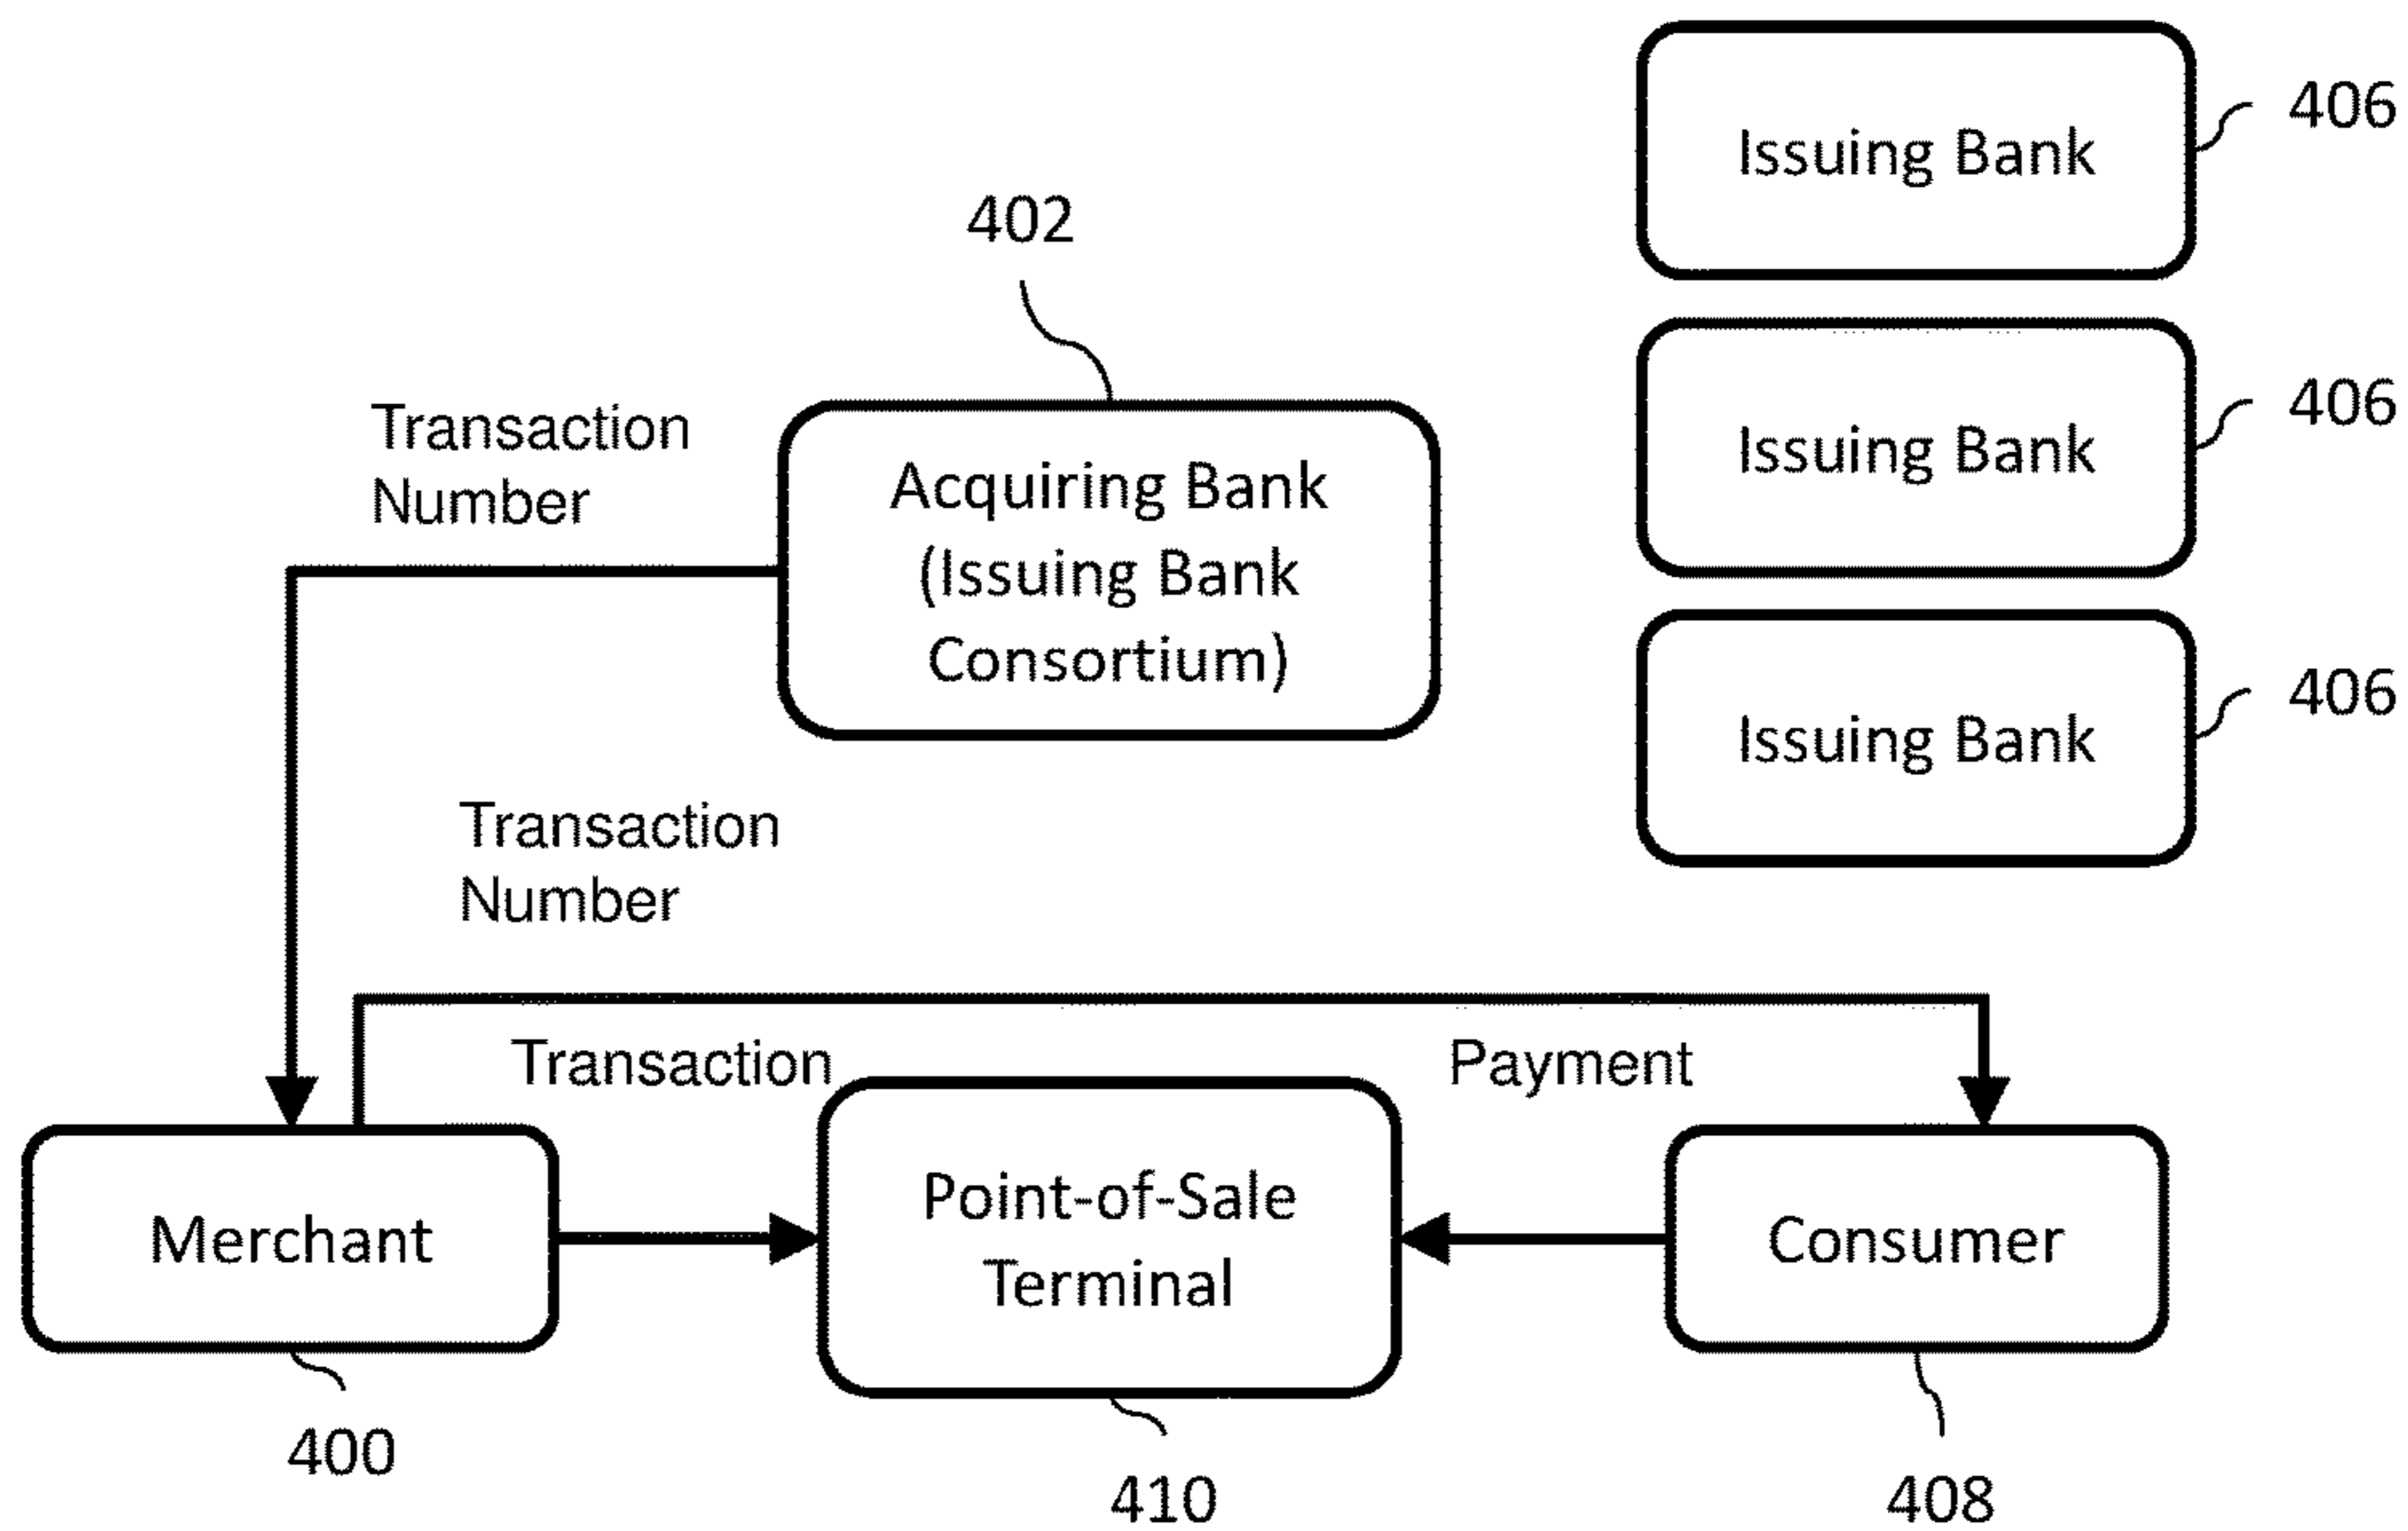 406
Issuing Bank
402
406
Issuing Bank
Transaction
Number
Acquiring Bank
(Issuing Bank
Consortium)
406
Issuing Bank
Transaction
Number
Transaction
Payment
Merchant
Point-of-Sale
Terminal
Consumer
400
410
408